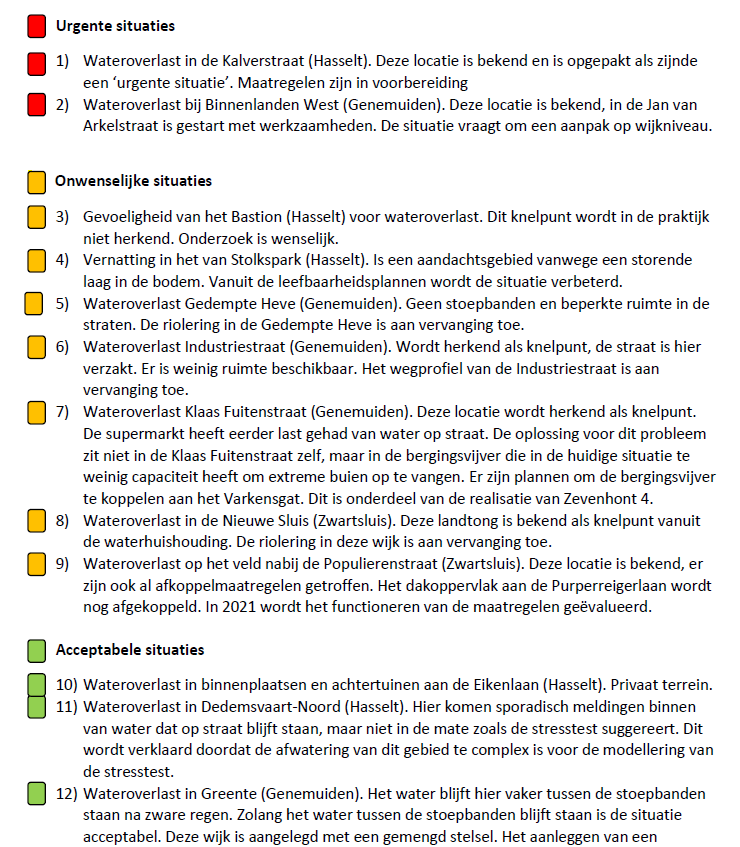 Urgente situaties
1) Wateroverlast in de Kalverstraat (Hasselt). Deze locatie is bekend en is opgepakt als zijnde
een ‘urgente situatie’. Maatregelen zijn in voorbereiding
2) Wateroverlast bij Binnenlanden West (Genemuiden). Deze locatie is bekend, in de Jan van
Arkelstraat is gestart met werkzaamheden. De situatie vraagt om een aanpak op wijkniveau.
Onwenselijke situaties
3) Gevoeligheid van het Bastion (Hasselt) voor wateroverlast. Dit knelpunt wordt in de praktijk
niet herkend. Onderzoek is wenselijk.
4) Vernatting in het van Stolkspark (Hasselt). Is een aandachtsgebied vanwege een storende
laag in de bodem. Vanuit de leefbaarheidsplannen wordt de situatie verbeterd.
5) Wateroverlast Gedempte Heve (Genemuiden). Geen stoepbanden en beperkte ruimte in de
straten. De riolering in de Gedempte Heve is aan vervanging toe.
6) Wateroverlast Industriestraat (Genemuiden). Wordt herkend als knelpunt, de straat is hier
verzakt. Er is weinig ruimte beschikbaar. Het wegprofiel van de Industriestraat is aan
vervanging toe.
7) Wateroverlast Klaas Fuitenstraat (Genemuiden). Deze locatie wordt herkend als knelpunt.
De supermarkt heeft eerder last gehad van water op straat. De oplossing voor dit probleem
zit niet in de Klaas Fuitenstraat zelf, maar in de bergingsvijver die in de huidige situatie te
weinig capaciteit heeft om extreme buien op te vangen. Er zijn plannen om de bergingsvijver
te koppelen aan het Varkensgat. Dit is onderdeel van de realisatie van Zevenhont 4.
8) Wateroverlast in de Nieuwe Sluis (Zwartsluis). Deze landtong is bekend als knelpunt vanuit
de waterhuishouding. De riolering in deze wijk is aan vervanging toe.
9) Wateroverlast op het veld nabij de Populierenstraat (Zwartsluis). Deze locatie is bekend, er
zijn ook al afkoppelmaatregelen getroffen. Het dakoppervlak aan de Purperreigerlaan wordt
nog afgekoppeld. In 2021 wordt het functioneren van de maatregelen geëvalueerd.
Acceptabele situaties
10) Wateroverlast in binnenplaatsen en achtertuinen aan de Eikenlaan (Hasselt). Privaat terrein.
11) Wateroverlast in Dedemsvaart-Noord (Hasselt). Hier komen sporadisch meldingen binnen
van water dat op straat blijft staan, maar niet in de mate zoals de stresstest suggereert. Dit
wordt verklaard doordat de afwatering van dit gebied te complex is voor de modellering van
de stresstest.
12) Wateroverlast in Greente (Genemuiden). Het water blijft hier vaker tussen de stoepbanden
staan na zware regen. Zolang het water tussen de stoepbanden blijft staan is de situatie
acceptabel. Deze wijk is aangelegd met een gemengd stelsel. Het aanleggen van een